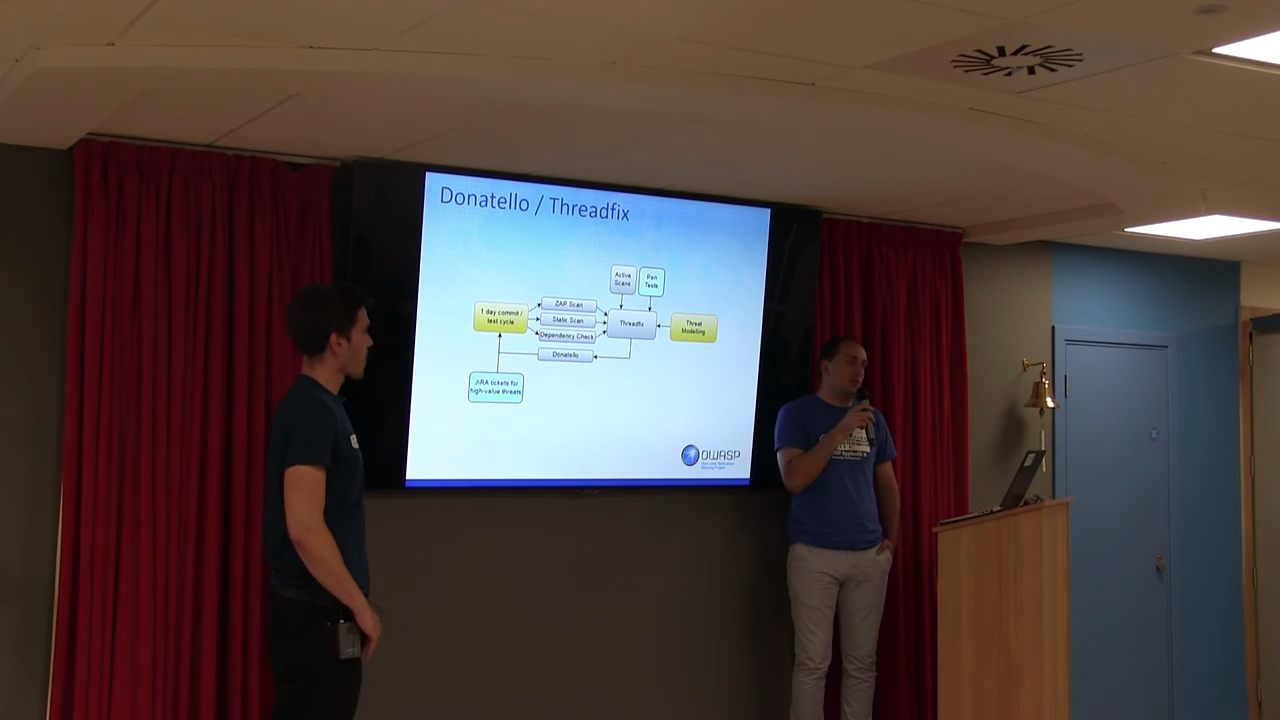 Donatello / Threadfix
Active
Scans
Pen
Tests
1 day commit /
test cycle
ZAP Scan
Static Scan
Dependency Check
Threadfix
Threat
Modelling
Donatello
JIRA tickets for
high-value threats
OWASP